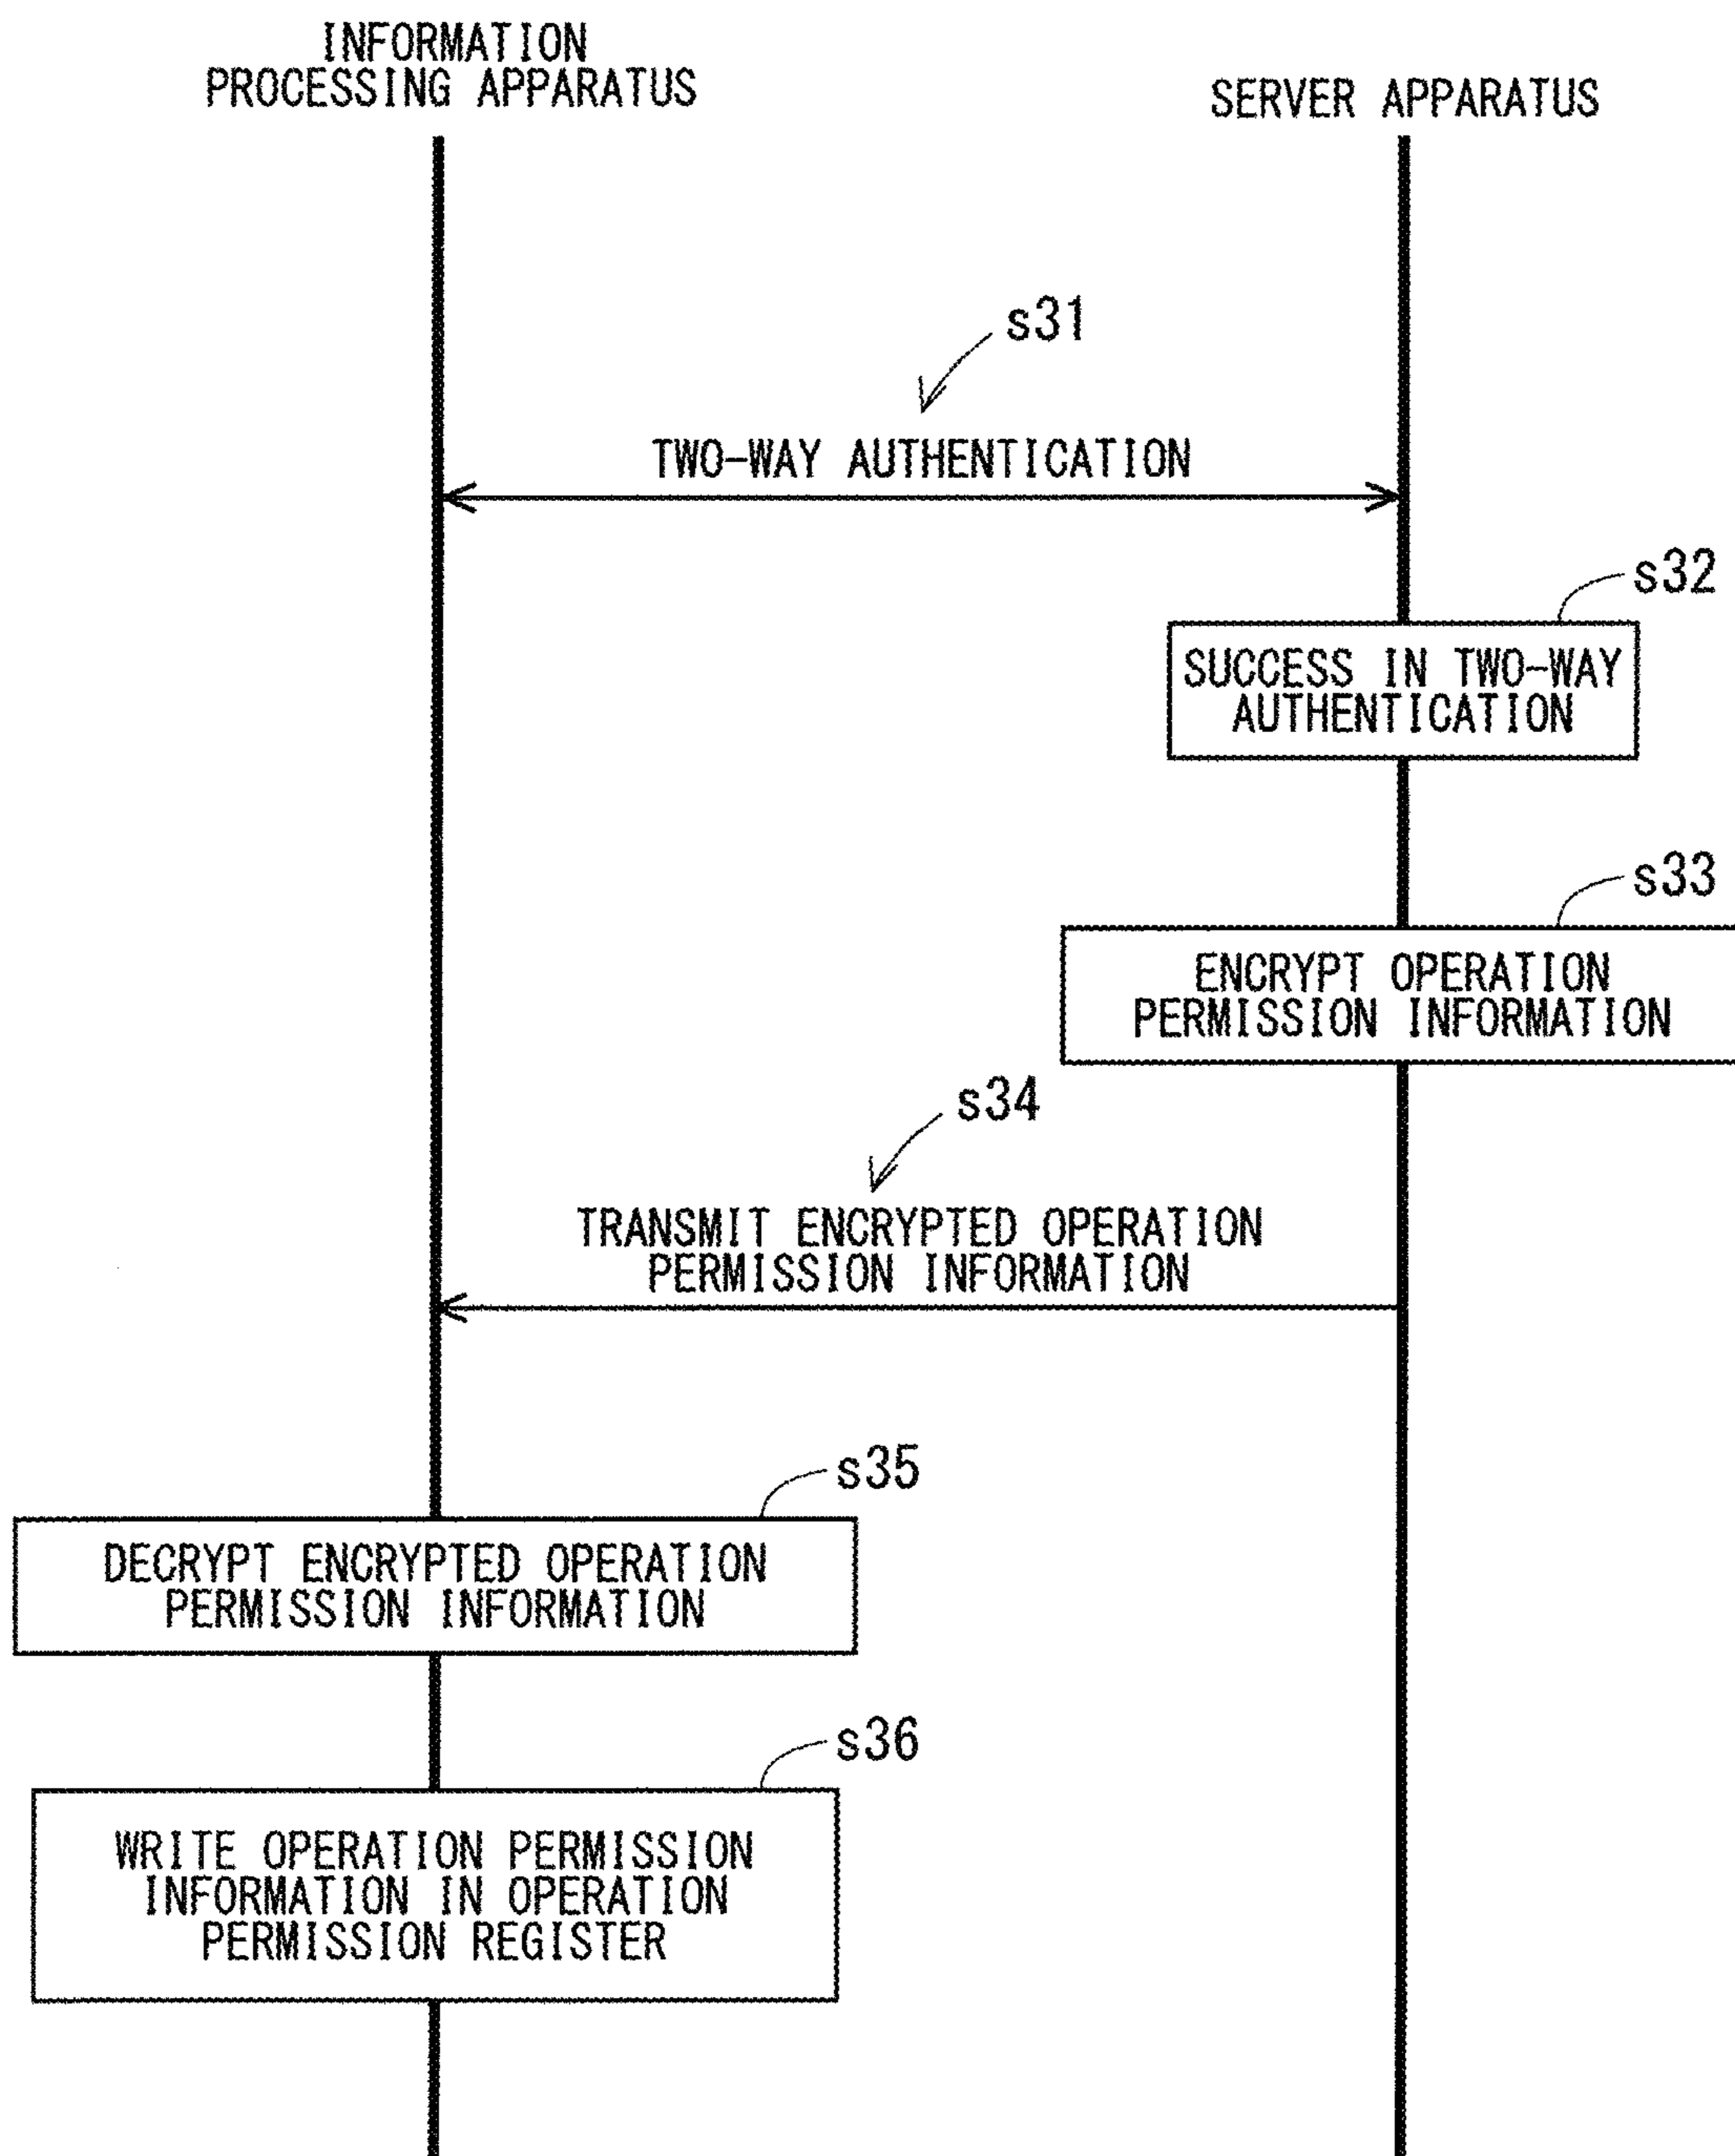 INFORMATION
PROCESSING APPARATUS
SERVER APPARATUS
s31
TWO-WAY AUTHENTICATION
s32
SUCCESS IN TWO-WAY
AUTHENTICATION
s33
ENCRYPT OPERATION
PERMISSION INFORMATION
s34
TRANSMIT ENCRYPTED OPERATION
PERMISSION INFORMATION
s35
DECRYPT ENCRYPTED OPERATION
PERMISSION INFORMATION
s36
WRITE OPERATION PERMISSION
INFORMATION IN OPERATION
PERMISSION REGISTER